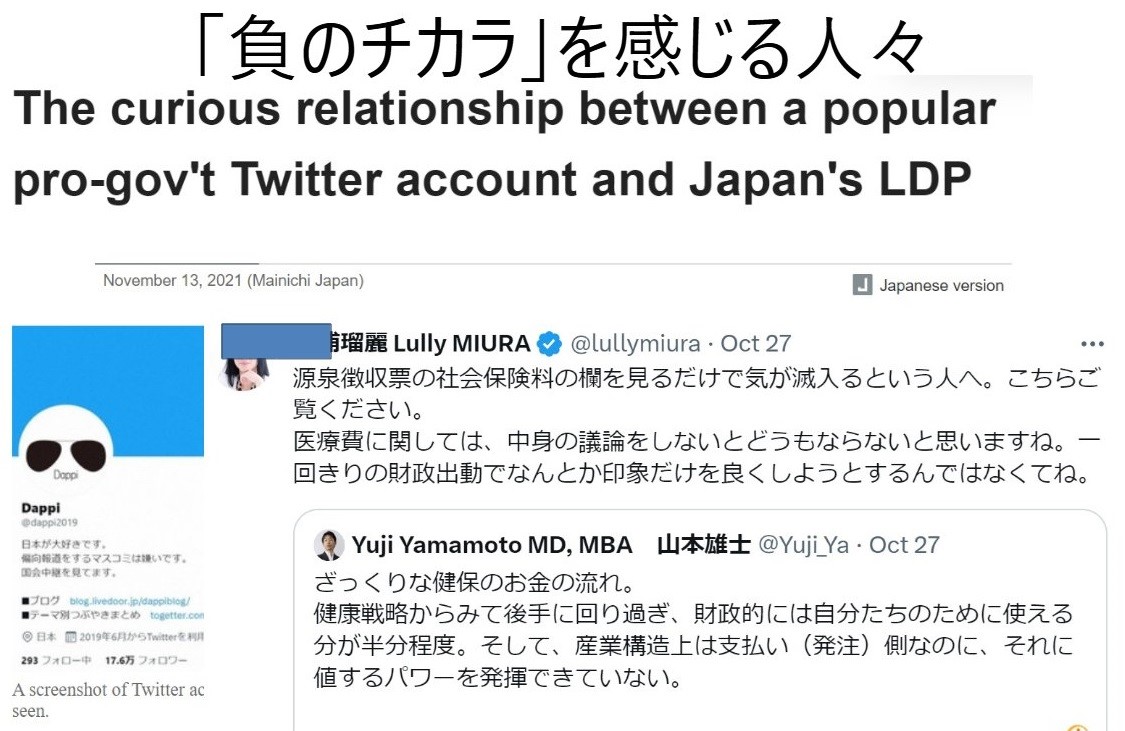 「負のチカラ」を感じる人々
The curious relationship between a popular
pro-gov't Twitter account and Japan's LDP
November 13, 2021 (Mainichi Japan)
J Japanese version
瑠麗 Lully MIURA @lullymiura · Oct 27
源泉徴収票の社会保険料の欄を見るだけで気が滅入るという人へ。こちらご
覧ください。
医療費に関しては、中身の議論をしないとどうもならないと思いますね。一
回きりの財政出動でなんとか印象だけを良くしようとするんではなくてね。
Yuji Yamamoto MD, MBA 山本雄士 @Yuji_Ya · Oct 27
ざっくりな健保のお金の流れ。
健康戦略からみて後手に回り過ぎ、財政的には自分たちのために使える
分が半分程度。そして、産業構造上は支払い（発注）側なのに、それに
値するパワーを発揮できていない。
Dappi
Dappi
@dappi2019
日本が大好きです。
偏向報道をするマスコミは嫌いです。
国会中継を見てます。
■ブログ blog.livedoor.jp/dappiblog/
■テーマ別つぶやきまとめ togetter.com
日本 2019年6月からTwitterを利用
293 フォロー中 17.6万 フォロワー
A screenshot of Twitter ac
seen.